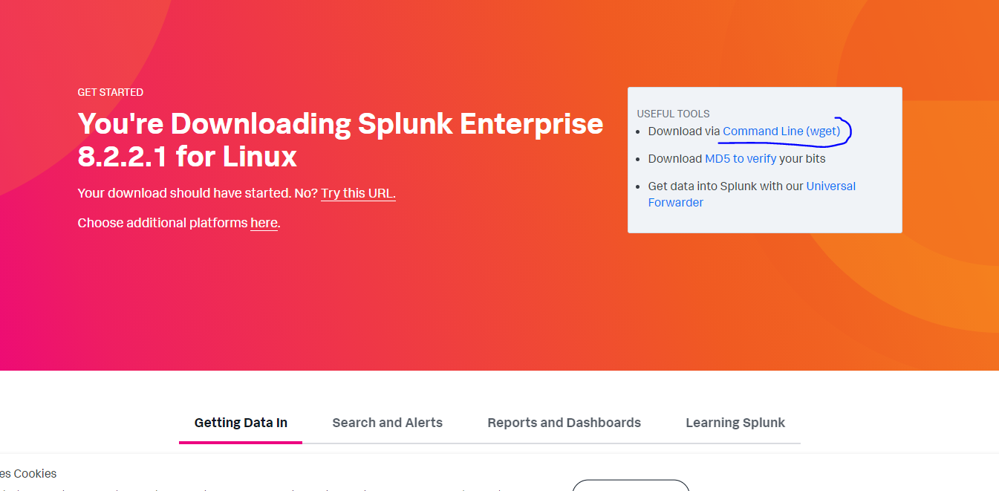 GET STARTED
You're Downloading Splunk Enterprise
8.2.2.1 for Linux
Your download should have started. No? Try this URL.
Choose additional platforms here.
USEFUL TOOLS
• Download via Command Line (wget)
• Download MD5 to verify your bits
• Get data into Splunk with our Universal
Forwarder
Getting Data In Search and Alerts Reports and Dashboards Learning Splunk
es Cookies